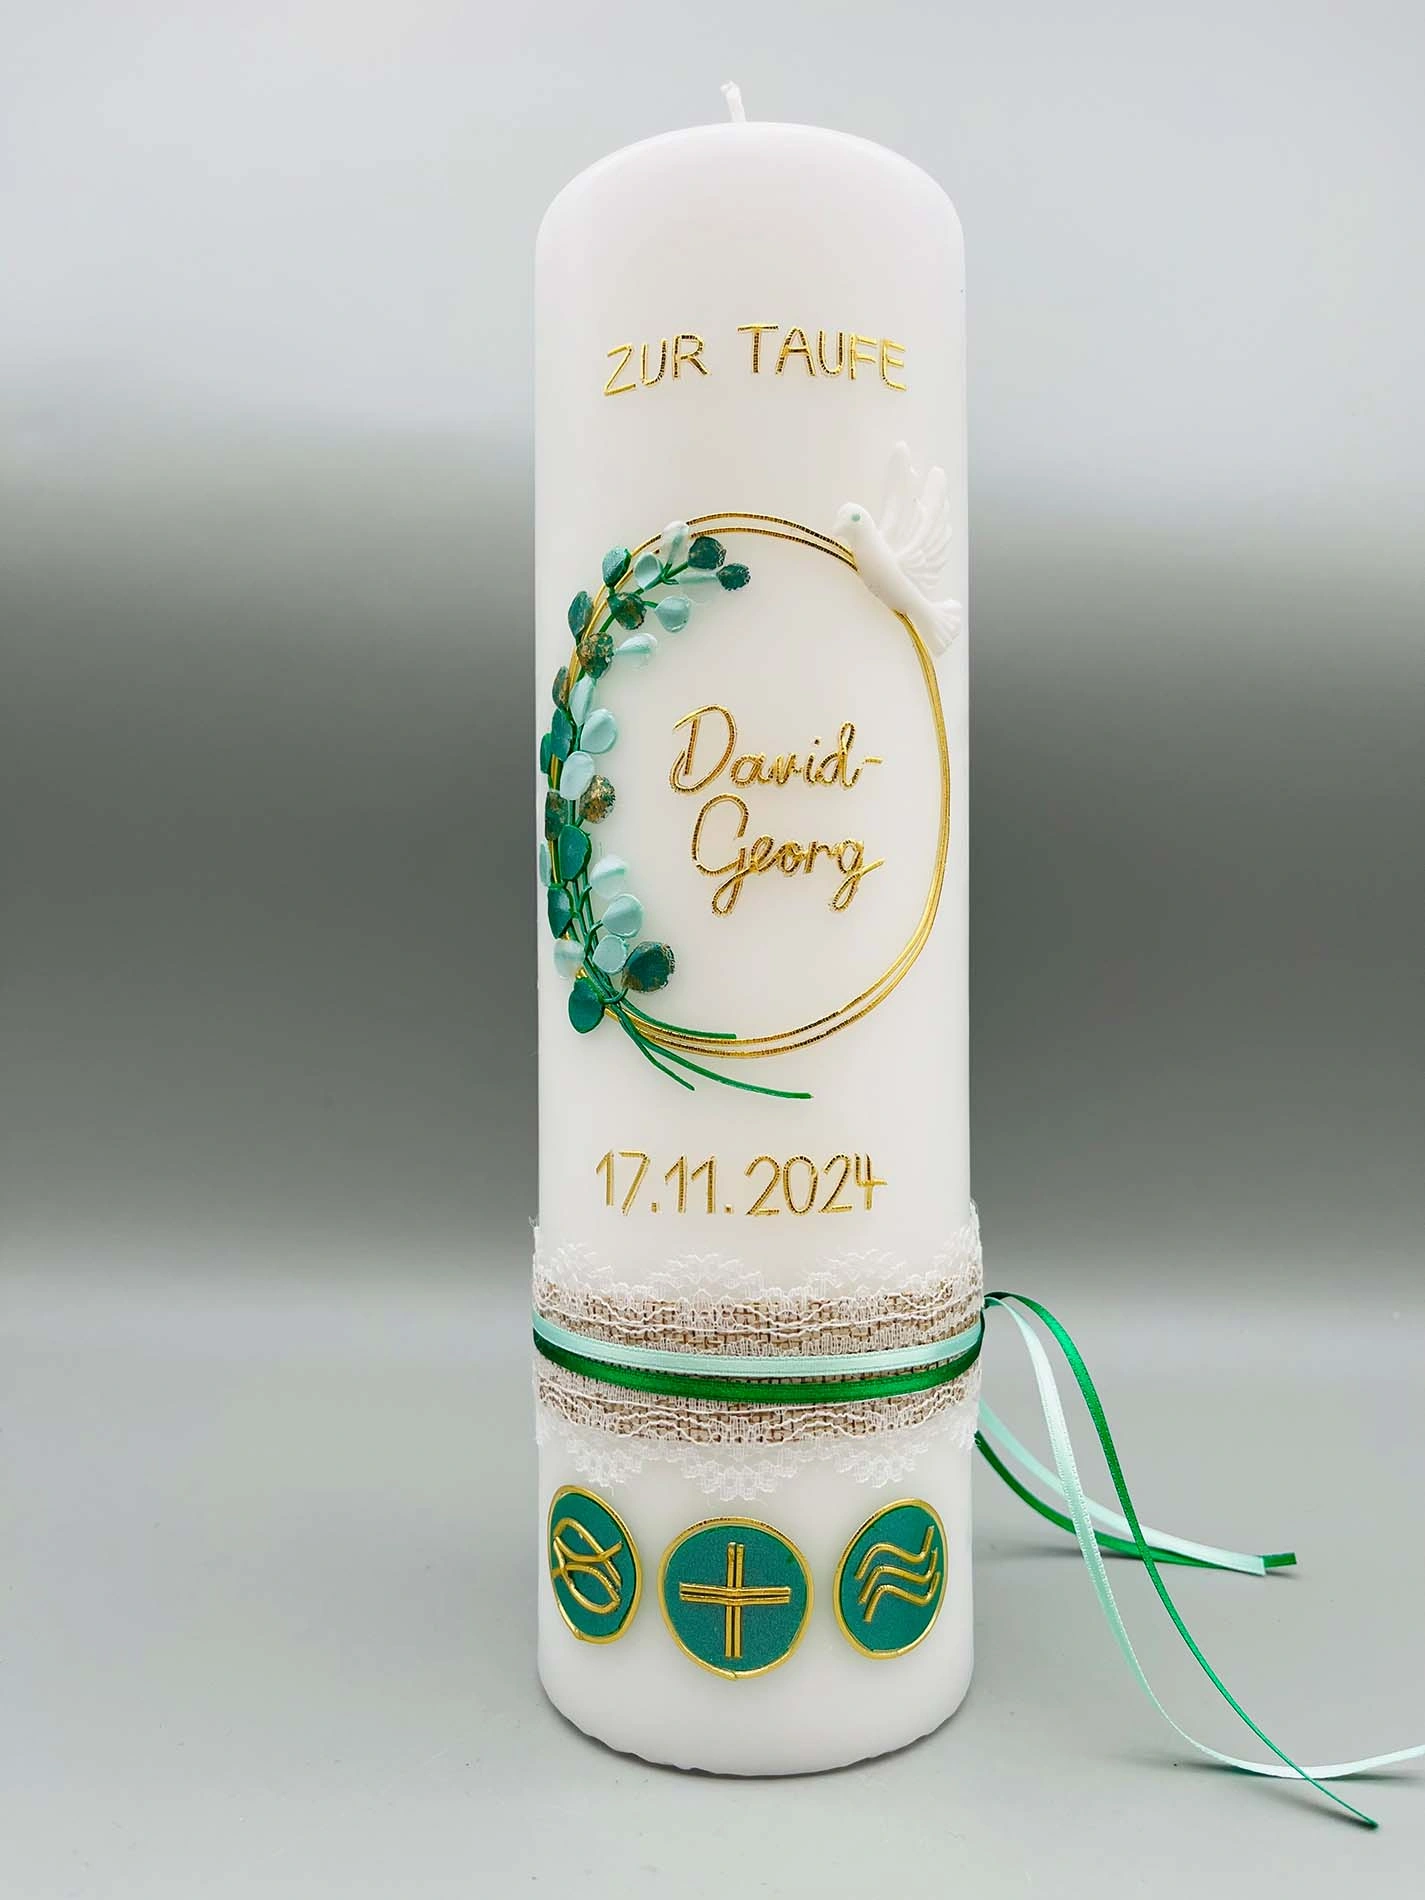 ZUR TAUFE
David-
Georg
17.11.2024